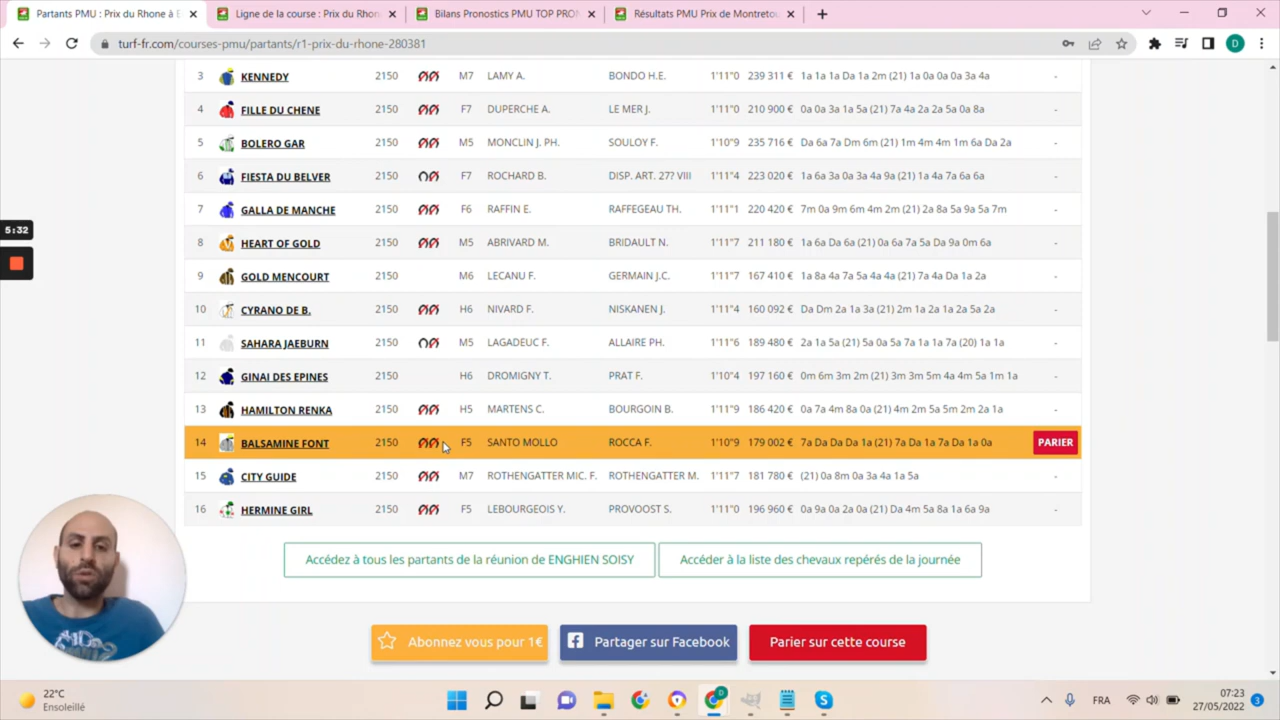 Partants PMU : Prix du Rhone à E
Ligne de la course : Prix du Rhon
Bilans Pronostics PMU TOP PRON
Résultats PMU Prix de Montretou
turf-fr.com/courses-pmu/partants/r1-prix-du-rhone-280381
D
3 KENNEDY 2150 M7 LAMY A. BONDO H.E. 1'11"0 239 311 € 1a 1a 1a Da 1a 2m (21) 1a 0a 0a 0a 3a 4a -
4 FILLE DU CHENE 2150 F7 DUPERCHE A. LE MER J. 1'11"0 210 900 € 0a 0a 3a 1a 5a (21) 7a 4a 2a 2a 5a 0a 8a -
5 BOLERO GAR 2150 M5 MONCLIN J. PH. SOULOY F. 1'10"9 235 716 € Da 6a 7a Dm 6m (21) 1m 4m 4m 1m 6a Da 2a -
6 FIESTA DU BELVER 2150 F7 ROCHARD B. DISP. ART. 27? VIII 1'11"4 223 020 € 1a 6a 3a 0a 3a 4a 9a (21) 1a 4a 7a 6a 6a -
7 GALLA DE MANCHE 2150 F6 RAFFIN E. RAFFEGEAU TH. 1'11"1 220 420 € 7m 0a 9m 6m 4m 2m (21) 2a 8a 5a 9a 5a 7m -
8 HEART OF GOLD 2150 M5 ABRIVARD M. BRIDAULT N. 1'11"7 211 180 € 1a 6a Da 6a (21) 0a 6a 7a 5a Da 9a 0m 6a -
9 GOLD MENCOURT 2150 M6 LECANU F. GERMAIN J.C. 1'11"7 167 410 € 1a 8a 4a 7a 5a 4a 4a (21) 7a 4a Da 1a 2a -
10 CYRANO DE B. 2150 H6 NIVARD F. NISKANEN J. 1'11"4 160 092 € Da Dm 2a 1a 3a (21) 2m 1a 2a 1a 2a 5a 2a -
11 SAHARA JAEBURN 2150 M5 LAGADEUC F. ALLAIRE PH. 1'11"6 189 480 € 2a 1a 5a (21) 5a 0a 5a 7a 1a 1a 7a (20) 1a 1a -
12 GINAI DES EPINES 2150 H6 DROMIGNY T. PRAT F. 1'10"4 197 160 € 0m 6m 3m 2m (21) 3m 3m 5m 4a 4m 5a 1m 1a -
13 HAMILTON RENKA 2150 H5 MARTENS C. BOURGOIN B. 1'11"9 186 420 € 0a 7a 4m 8a 0a (21) 4m 2m 5a 5m 2m 2a 1a -
14 BALSAMINE FONT 2150 F5 SANTO MOLLO ROCCA F. 1'10"9 179 002 € 7a Da Da Da 1a (21) 7a Da 1a 7a Da 1a 0a PARIER
15 CITY GUIDE 2150 M7 ROTHENGATTER MIC. F. ROTHENGATTER M. 1'11"7 181 780 € (21) 0a 8m 0a 3a 4a 1a 5a -
16 HERMINE GIRL 2150 F5 LEBOURGEOIS Y. PROVOOST S. 1'11"0 196 960 € 0a 9a 0a 2a 0a (21) Da 4m 5a 8a 1a 6a 9a -
5:32
Accédez à tous les partants de la réunion de ENGHIEN SOISY
Accéder à la liste des chevaux repérés de la journée
Abonnez vous pour 1€
Partager sur Facebook
Parier sur cette course
22°C
Ensoleillé
FRA
07:23
27/05/2022
3